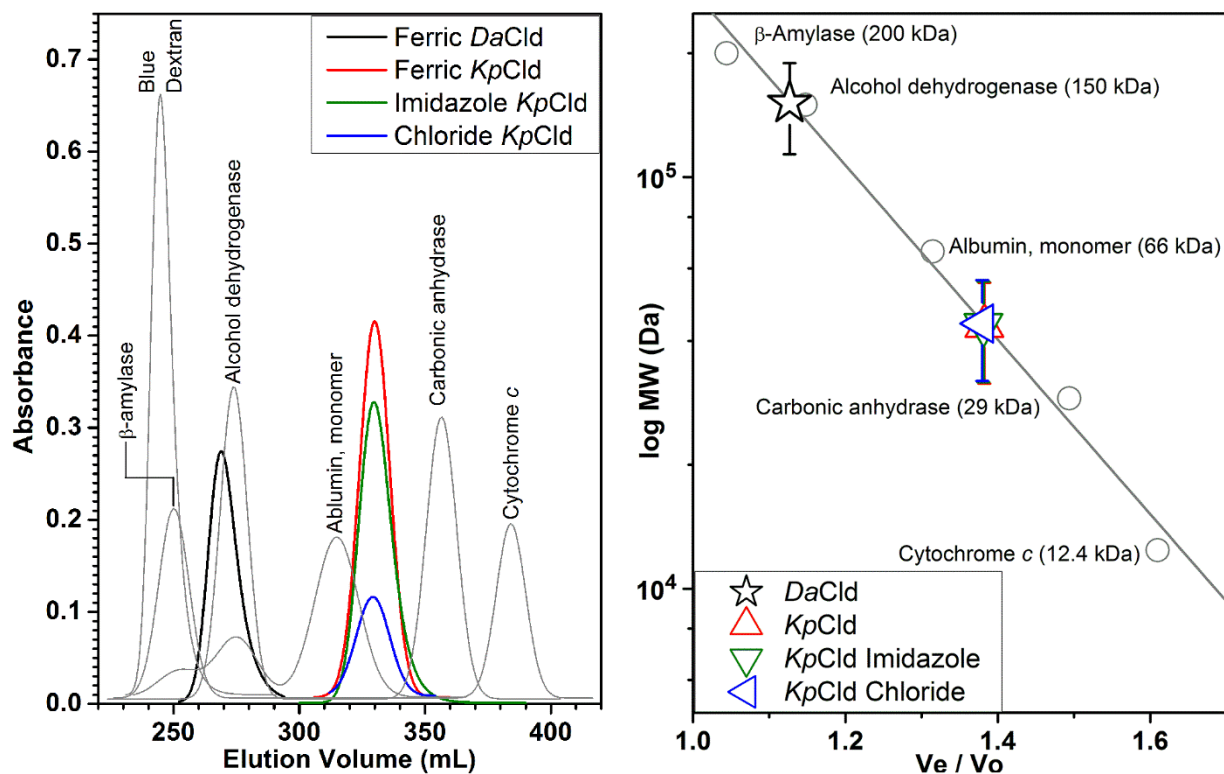 0.7
0.6
0.5
0.4
0.3
0.2
0.1
0.0
Absorbance
250
300
350
400
Elution Volume (mL)
Blue
Dextran
β-amylase
Alcohol dehydrogenase
Ablumin, monomer
Carbonic anhydrase
Cytochrome c
Ferric DaCld
Ferric KpCld
Imidazole KpCld
Chloride KpCld
log MW (Da)
10⁵
10⁴
β-Amylase (200 kDa)
Alcohol dehydrogenase (150 kDa)
Albumin, monomer (66 kDa)
Carbonic anhydrase (29 kDa)
Cytochrome c (12.4 kDa)
DaCld
KpCld
KpCld Imidazole
KpCld Chloride
1.0
1.2
1.4
1.6
Ve / Vo